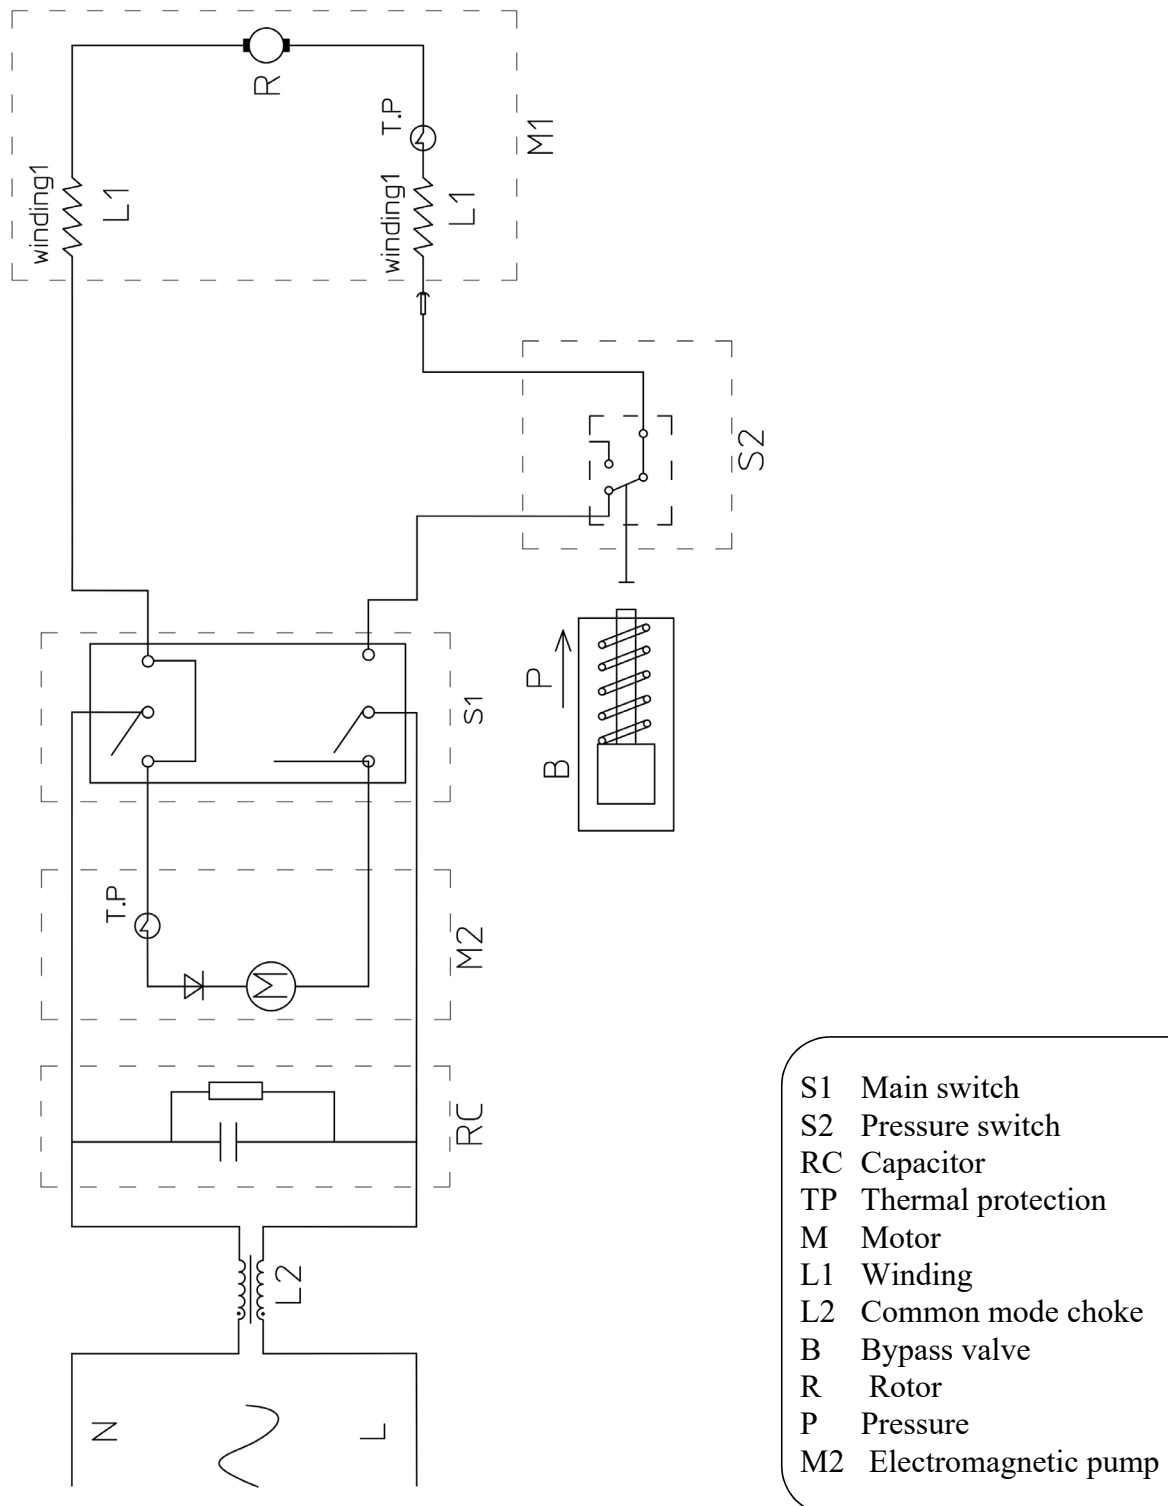 R
T.P
M1
winding1
L1
winding1
L1
S2
P
S1
B
T.P
M2
M
RC
L2
N
L
S1 Main switch
S2 Pressure switch
RC Capacitor
TP Thermal protection
M Motor
L1 Winding
L2 Common mode choke
B Bypass valve
R Rotor
P Pressure
M2 Electromagnetic pump